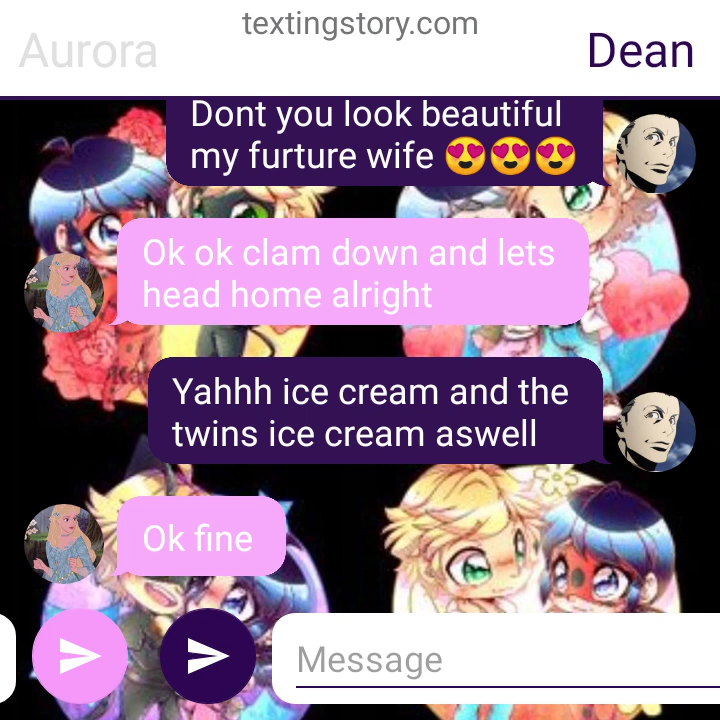 textingstory.com
Aurora
Dean
Dont you look beautiful
my furture wife 😍😍😍
Ok ok clam down and lets
head home alright
Yahhh ice cream and the
twins ice cream aswell
Ok fine
Message